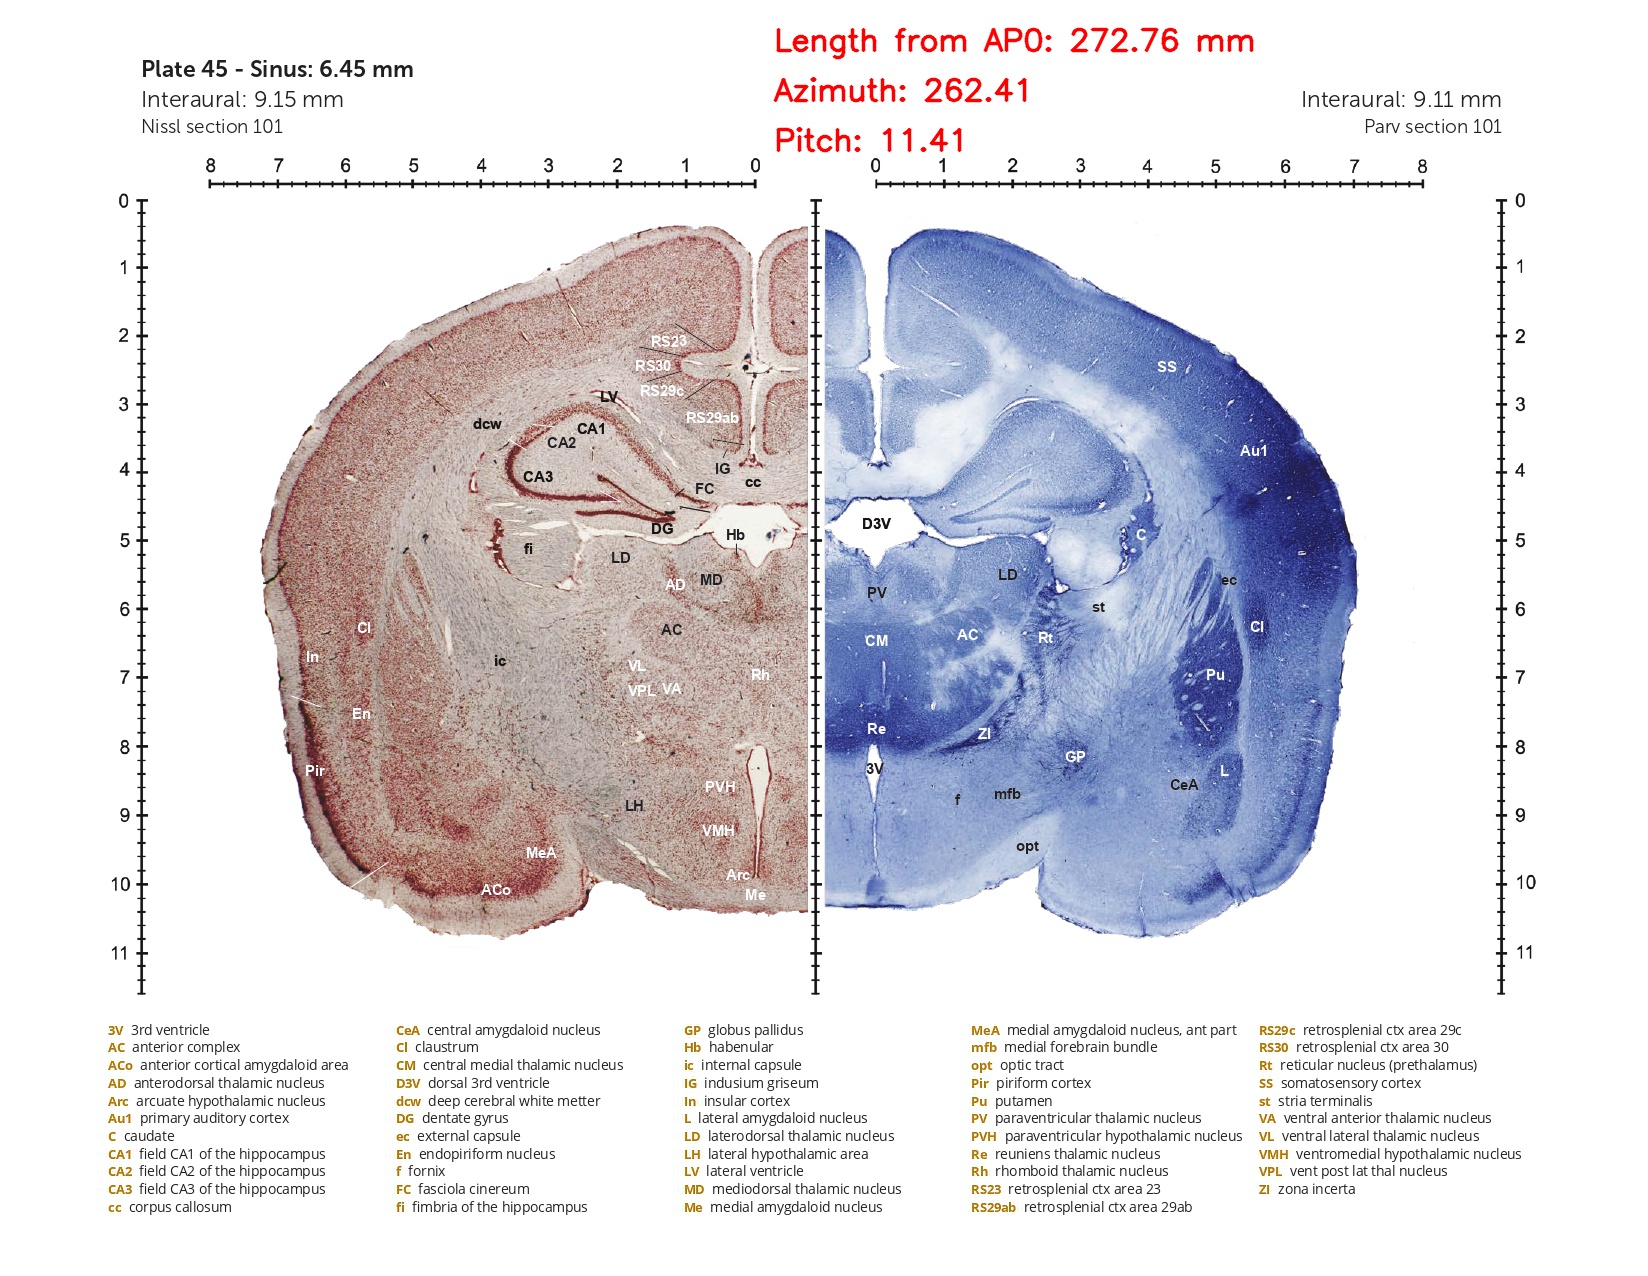 Length from AP0: 272.76 mm
Azimuth: 262.41
Pitch: 11.41
Plate 45 - Sinus: 6.45 mm
Interaural: 9.15 mm
Nissl section 101
Interaural: 9.11 mm
Parv section 101
8 7 6 5 4 3 2 1 0
0 1 2 3 4 5 6 7 8
0
1
2
3
4
5
6
7
8
9
10
11
RS23
RS30
RS29c
RS29ab
LV
dcw
CA1
CA2
CA3
IG
cc
FC
DG
Hb
fi
LD
AD
MD
AC
Cl
In
ic
VL
VPL
VA
Rh
En
Pir
PVH
LH
VMH
MeA
Arc
ACo
Me
SS
Au1
D3V
C
LD
ec
PV
st
CM
AC
Rt
Cl
Pu
Re
ZI
GP
3V
L
CeA
f
mfb
opt
0
1
2
3
4
5
6
7
8
9
10
11
3V 3rd ventricle
AC anterior complex
ACo anterior cortical amygdaloid area
AD anterodorsal thalamic nucleus
Arc arcuate hypothalamic nucleus
Au1 primary auditory cortex
C caudate
CA1 field CA1 of the hippocampus
CA2 field CA2 of the hippocampus
CA3 field CA3 of the hippocampus
cc corpus callosum
CeA central amygdaloid nucleus
Cl claustrum
CM central medial thalamic nucleus
D3V dorsal 3rd ventricle
dcw deep cerebral white metter
DG dentate gyrus
ec external capsule
En endopiriform nucleus
f fornix
FC fasciola cinereum
fi fimbria of the hippocampus
GP globus pallidus
Hb habenular
ic internal capsule
IG indusium griseum
In insular cortex
L lateral amygdaloid nucleus
LD laterodorsal thalamic nucleus
LH lateral hypothalamic area
LV lateral ventricle
MD mediodorsal thalamic nucleus
Me medial amygdaloid nucleus
MeA medial amygdaloid nucleus, ant part
mfb medial forebrain bundle
opt optic tract
Pir piriform cortex
Pu putamen
PV paraventricular thalamic nucleus
PVH paraventricular hypothalamic nucleus
Re reuniens thalamic nucleus
Rh rhomboid thalamic nucleus
RS23 retrosplenial ctx area 23
RS29ab retrosplenial ctx area 29ab
RS29c retrosplenial ctx area 29c
RS30 retrosplenial ctx area 30
Rt reticular nucleus (prethalamus)
SS somatosensory cortex
st stria terminalis
VA ventral anterior thalamic nucleus
VL ventral lateral thalamic nucleus
VMH ventromedial hypothalamic nucleus
VPL vent post lat thal nucleus
ZI zona incerta